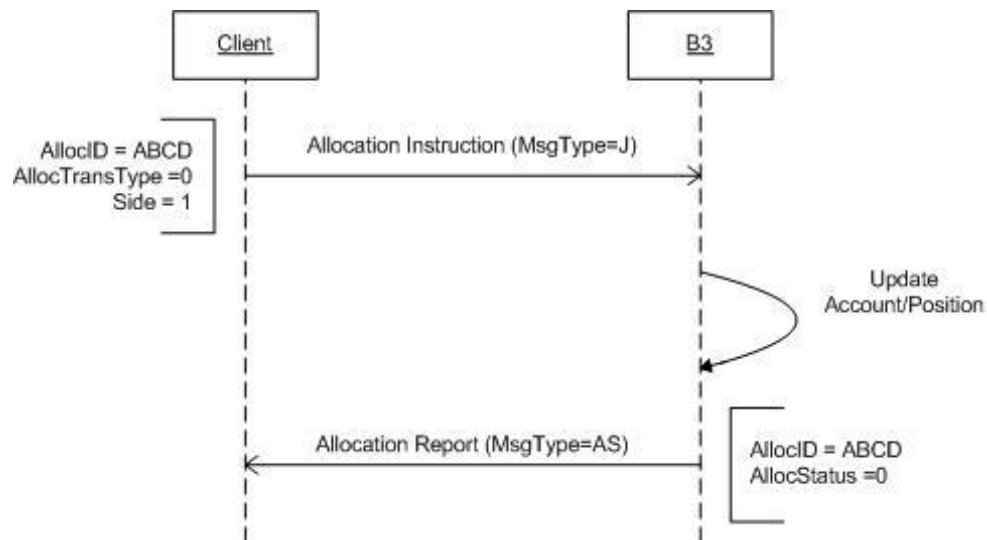 Client
B3
Allocation Instruction (MsgType=J)
AllocID = ABCD
AllocTransType =0
Side = 1
Update
Account/Position
Allocation Report (MsgType=AS)
AllocID = ABCD
AllocStatus =0